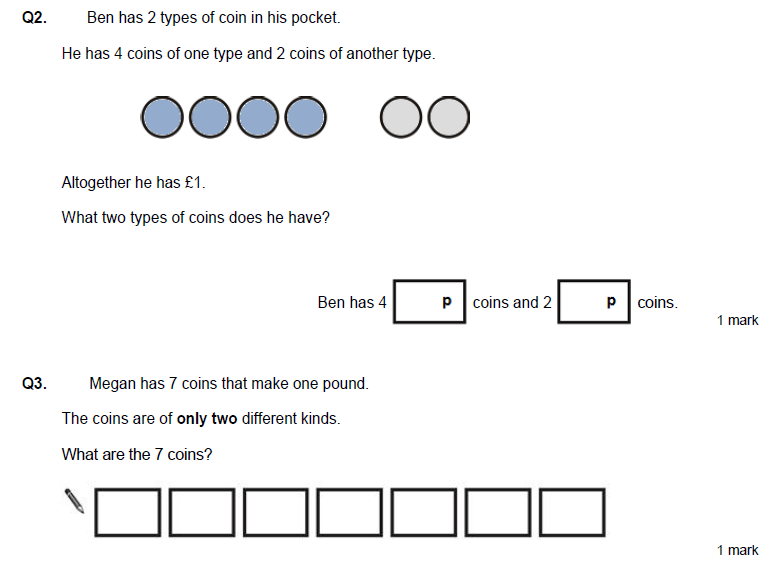 Q2. Ben has 2 types of coin in his pocket.
He has 4 coins of one type and 2 coins of another type.
Altogether he has £1.
What two types of coins does he have?
Ben has 4 p coins and 2 p coins.
1 mark
Q3. Megan has 7 coins that make one pound.
The coins are of only two different kinds.
What are the 7 coins?
1 mark